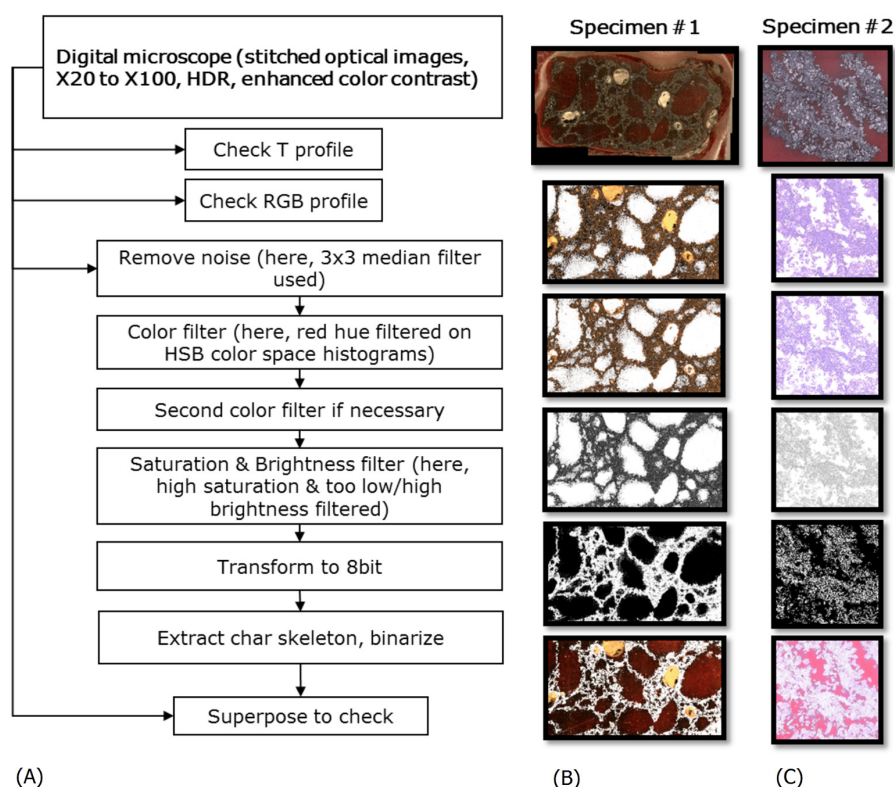 Digital microscope (stitched optical images,
X20 to X100, HDR, enhanced color contrast)
Check T profile
Check RGB profile
Remove noise (here, 3x3 median filter
used)
Color filter (here, red hue filtered on
HSB color space histograms)
Second color filter if necessary
Saturation & Brightness filter (here,
high saturation & too low/high
brightness filtered)
Transform to 8bit
Extract char skeleton, binarize
Superpose to check
(A)
Specimen #1
(B)
Specimen #2
(C)